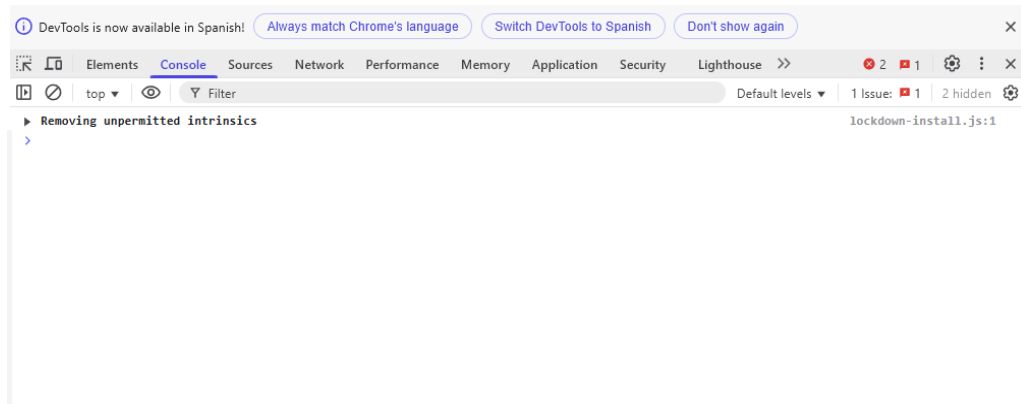 DevTools is now available in Spanish! Always match Chrome's language Switch DevTools to Spanish Don't show again
Elements Console Sources Network Performance Memory Application Security Lighthouse 2 1
top Filter Default levels 1 Issue: 1 2 hidden
Removing unpermitted intrinsics lockdown-install.js:1